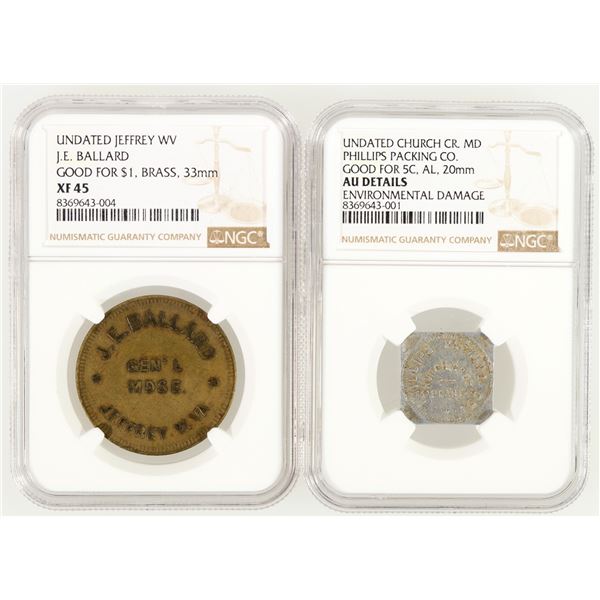 UNDATED JEFFREY WV
J.E. BALLARD
GOOD FOR $1, BRASS, 33mm
XF 45
8369643-004
NUMISMATIC GUARANTY COMPANY
NGC
J.E. BALLARD
GEN'L
MDSE.
JEFFREY, W.VA.
UNDATED CHURCH CR. MD
PHILLIPS PACKING CO.
GOOD FOR 5C, AL, 20mm
AU DETAILS
ENVIRONMENTAL DAMAGE
8369643-001
NUMISMATIC GUARANTY COMPANY
NGC
PHILLIPS PACKING